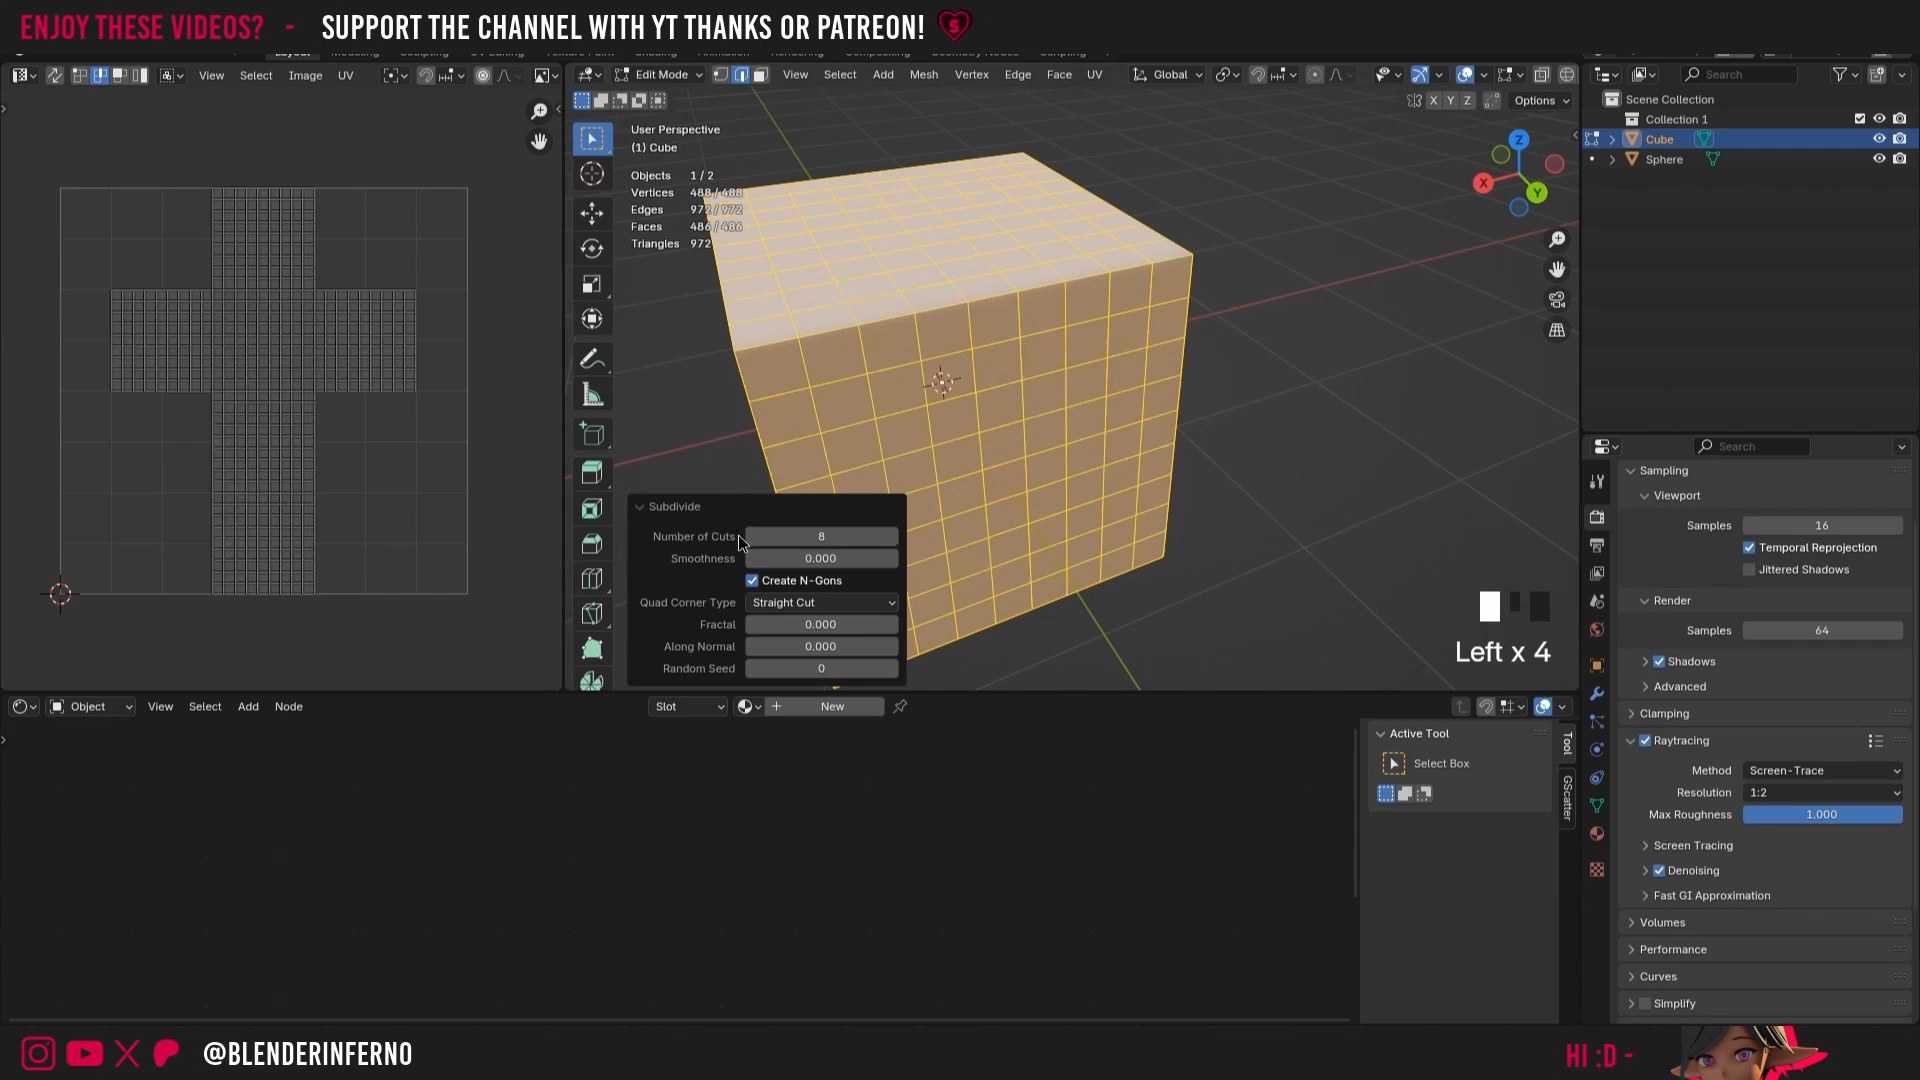 ENJOY THESE VIDEOS? - SUPPORT THE CHANNEL WITH YT THANKS OR PATREON!
View Select Image UV
Edit Mode View Select Add Mesh Vertex Edge Face UV Global
X Y Z Options
User Perspective
(1) Cube
Objects 1 / 2
Vertices 488 / 488
Edges 972 / 972
Faces 486 / 486
Triangles 972
Z
X
Y
Subdivide
Number of Cuts 8
Smoothness 0.000
Create N-Gons
Quad Corner Type Straight Cut
Fractal 0.000
Along Normal 0.000
Random Seed 0
Left x 4
Search
Scene Collection
Collection 1
Cube
Sphere
Search
Sampling
Viewport
Samples 16
Temporal Reprojection
Jittered Shadows
Render
Samples 64
Shadows
Advanced
Clamping
Raytracing
Method Screen-Trace
Resolution 1:2
Max Roughness 1.000
Screen Tracing
Denoising
Fast GI Approximation
Volumes
Performance
Curves
Simplify
Object View Select Add Node Slot New
Active Tool
Select Box
Tool
GScatter
@BLENDERINFERNO
HI :D -